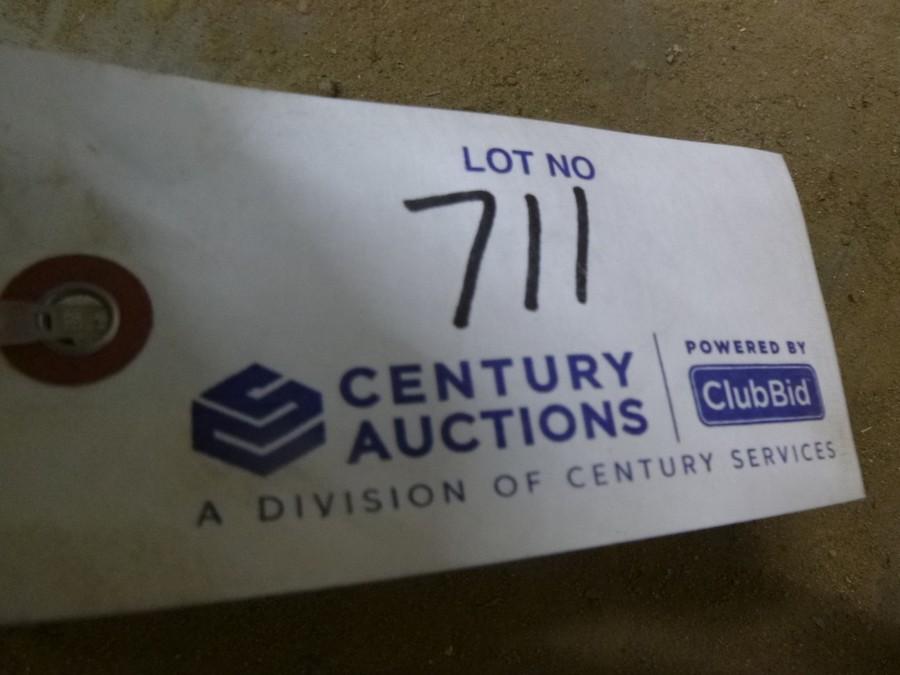 LOT NO
711
CENTURY
AUCTIONS
POWERED BY
ClubBid
A DIVISION OF CENTURY SERVICES